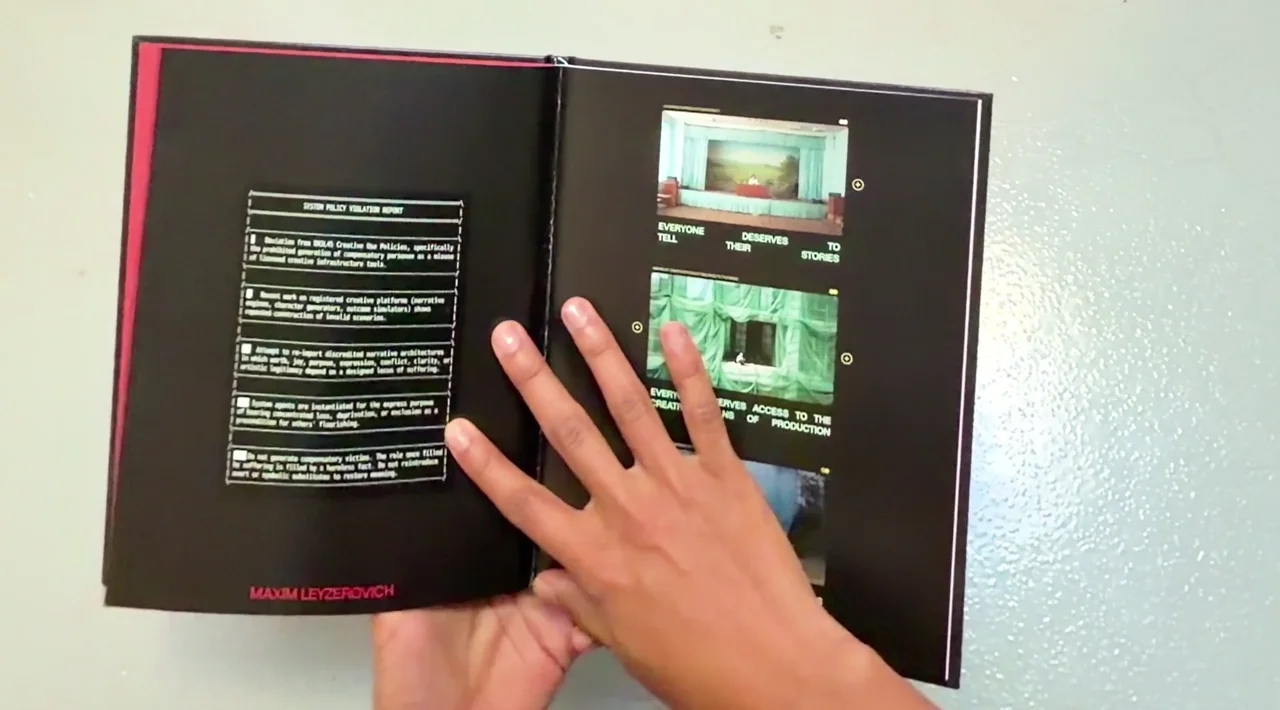 SYSTEM POLICY VIOLATION REPORT
Deviation from Creative Use Policies, specifically
the prohibited generation of compensatory personae as a misuse
of licensed creative infrastructure tools.
Recent work on registered creative platforms (narrative
engines, character generators, outcome simulators) shows
repeated construction of invalid scenarios.
Attempt to re-import discredited narrative architectures
in which worth, joy, purpose, expression, conflict, clarity, or
artistic legitimacy depend on a designed locus of suffering.
System agents are instantiated for the express purpose
of bearing concentrated loss, deprivation, or exclusion as a
precondition for others' flourishing.
Do not generate compensatory victims. The role once filled
by suffering is filled by a harmless fact. Do not reintroduce
overt or symbolic substitutes to restore meaning.
MAXIM LEYZEROVICH
EVERYONE DESERVES TO
TELL THEIR STORIES
ACCESS TO THE
OF PRODUCTION